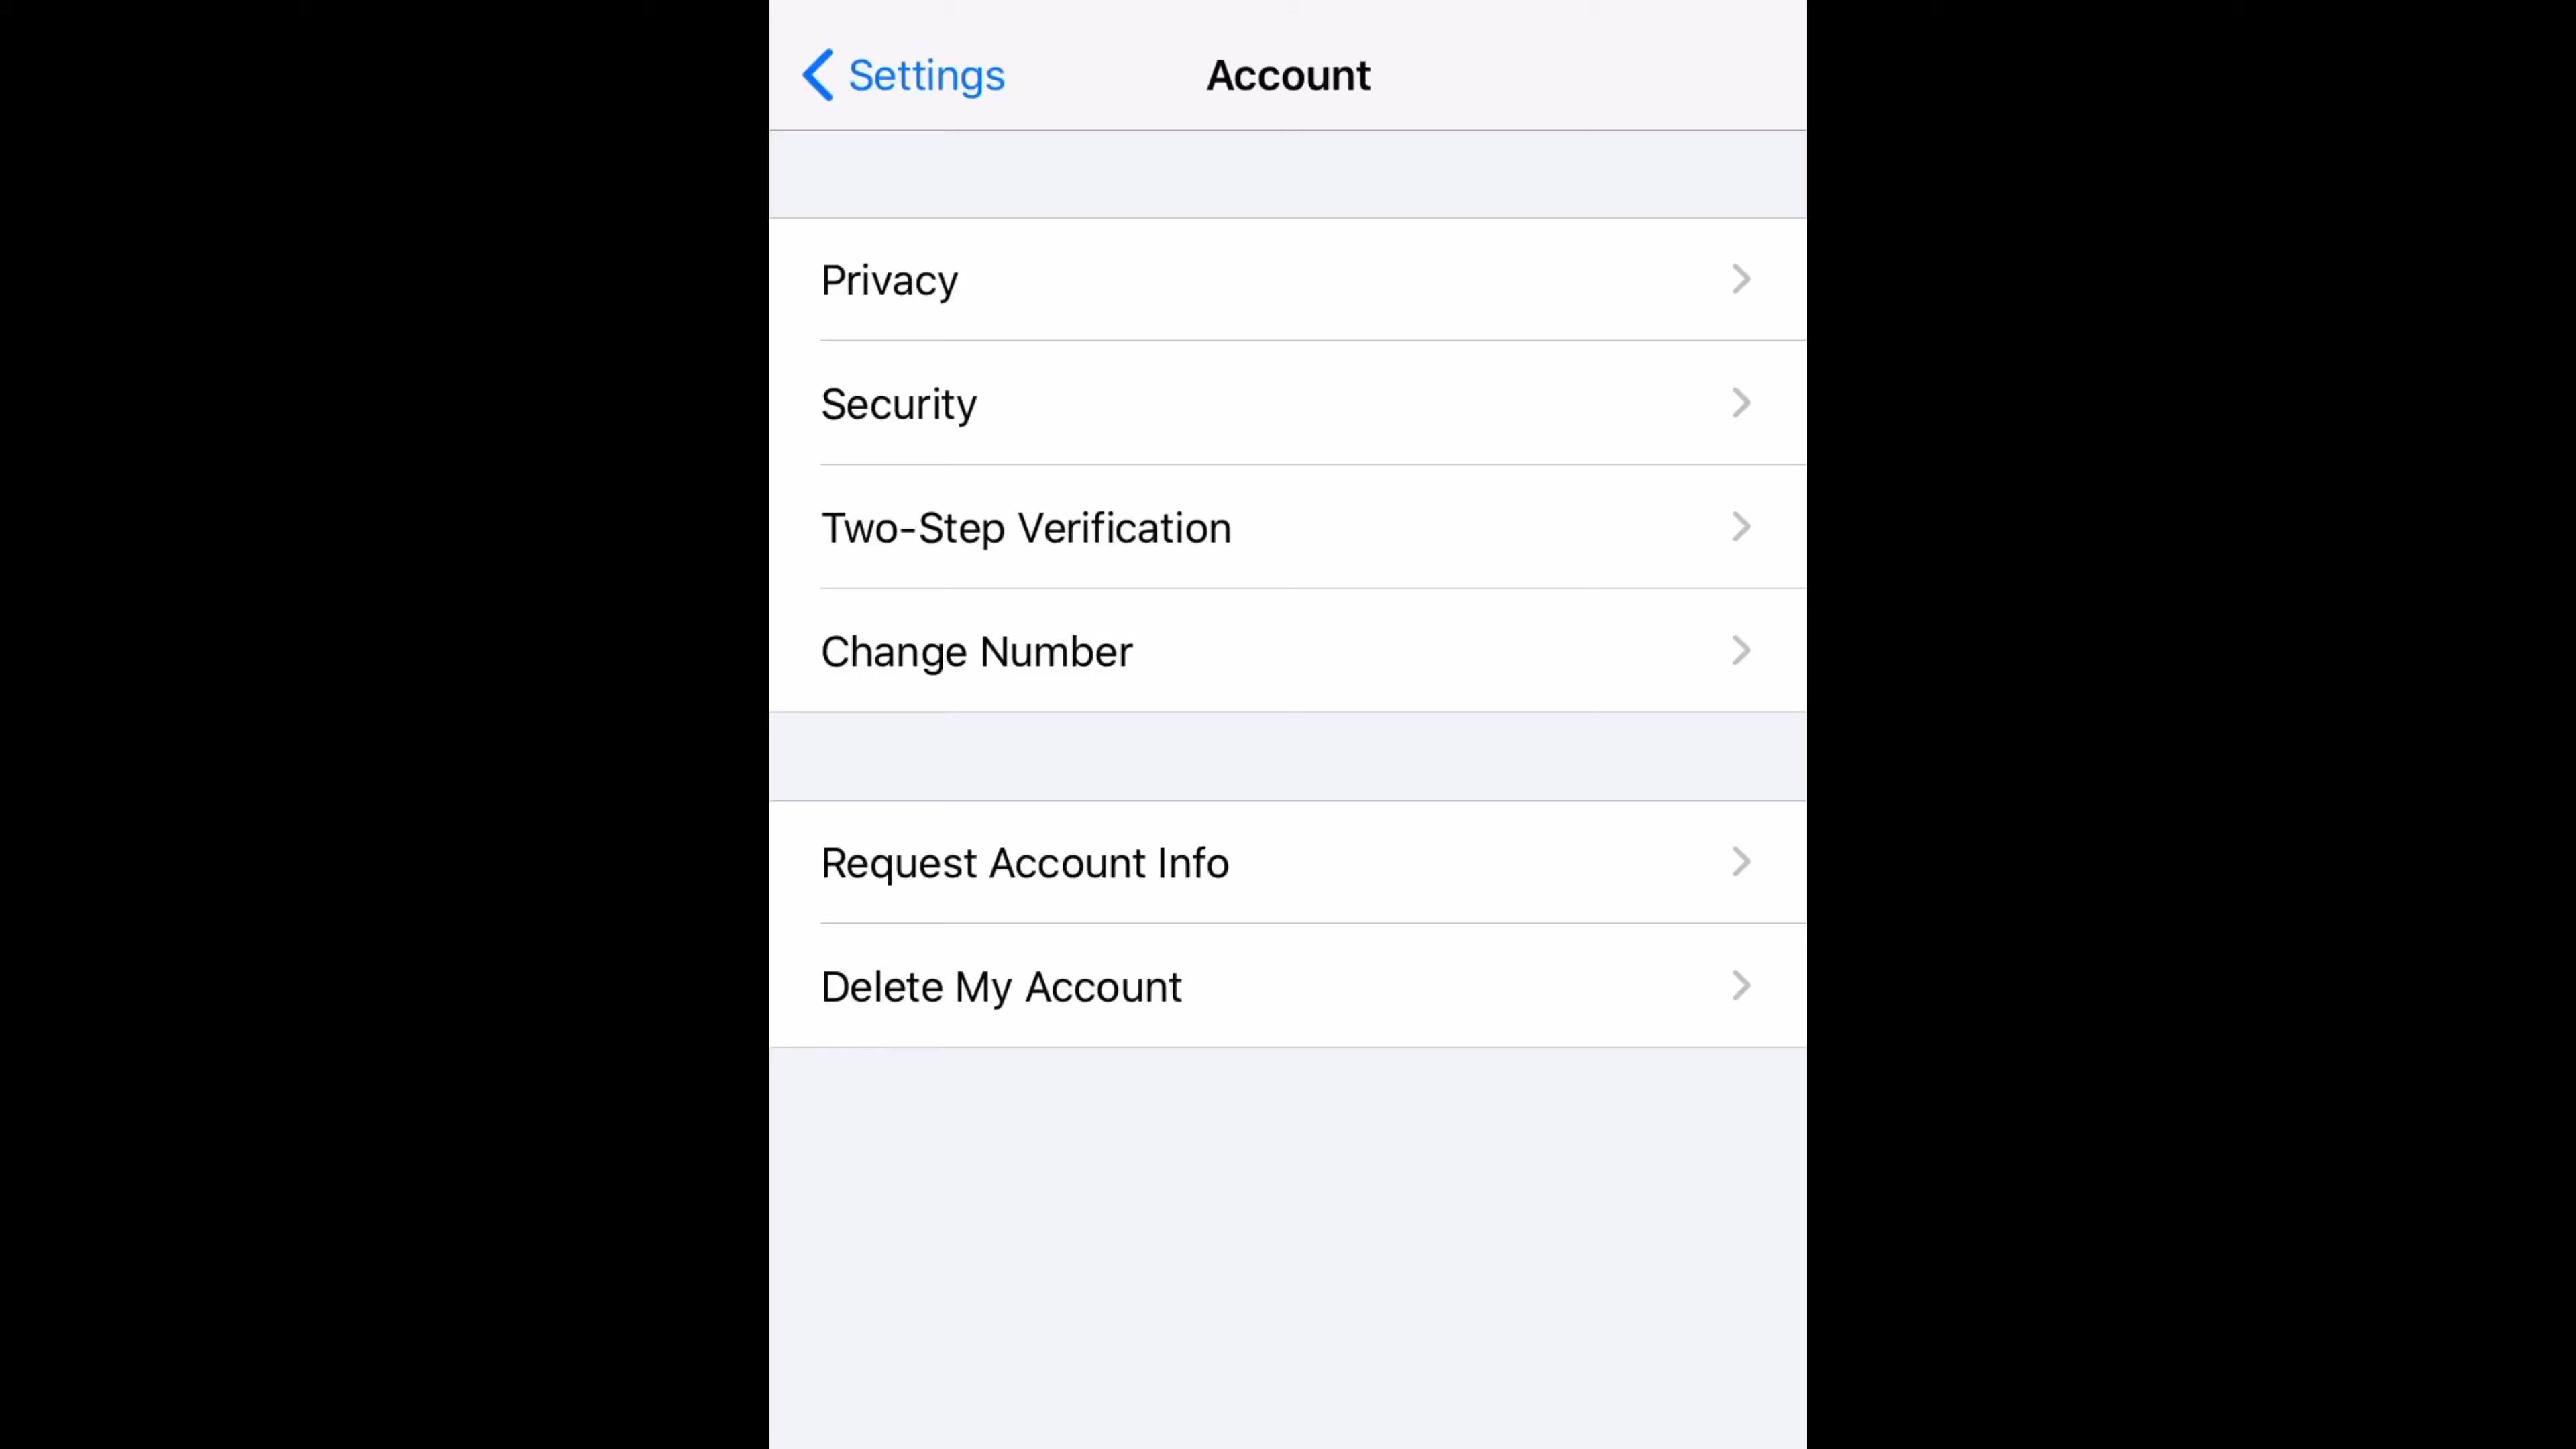 Settings
Account
Privacy
Security
Two-Step Verification
Change Number
Request Account Info
Delete My Account